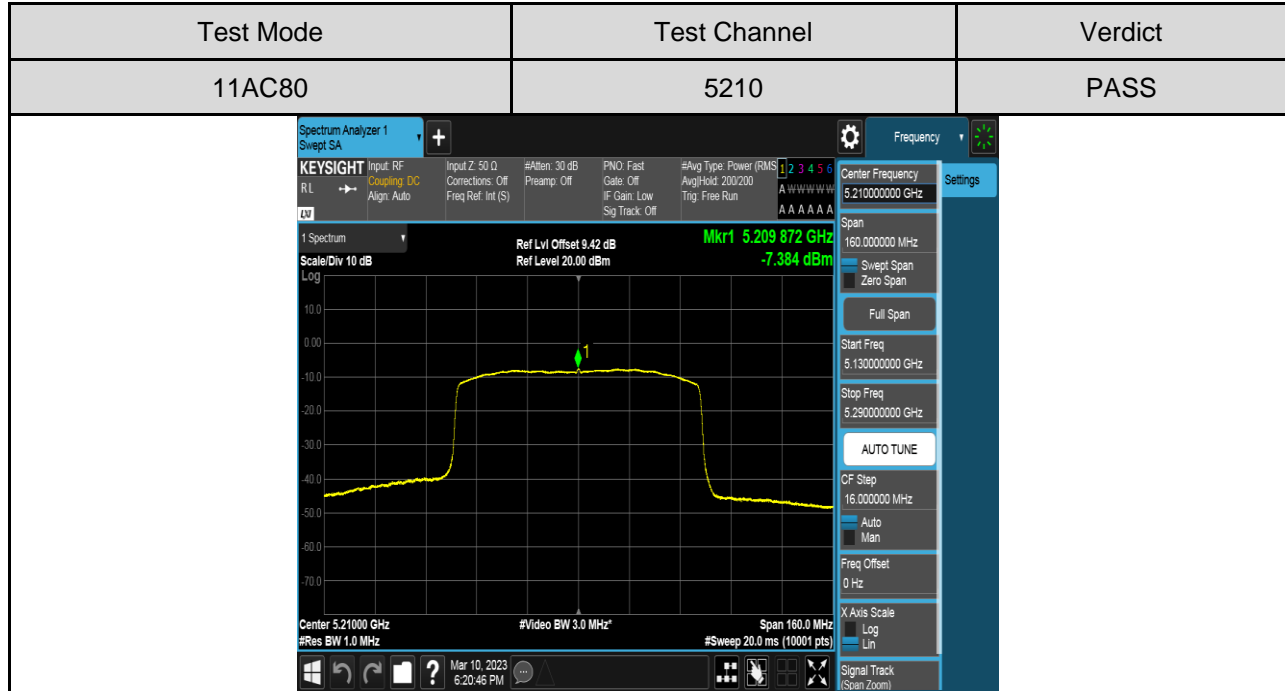 Test Mode Test Channel Verdict
11AC80 5210 PASS
Spectrum Analyzer 1
Swept SA
+
Frequency
KEYSIGHT Input: RF Input Z: 50 Ω #Atten: 30 dB PNO: Fast #Avg Type: Power (RMS 1 2 3 4 5 6
RL Coupling: DC Corrections: Off Preamp: Off Gate: Off Avg|Hold: 200/200 A W W W W W
Align: Auto Freq Ref: Int (S) IF Gain: Low Trig: Free Run
LXI Sig Track: Off A A A A A A
1 Spectrum Ref Lvl Offset 9.42 dB Mkr1 5.209 872 GHz
Scale/Div 10 dB Ref Level 20.00 dBm -7.384 dBm
Log
10.0
0.00
1
-10.0
-20.0
-30.0
-40.0
-50.0
-60.0
-70.0
Center 5.21000 GHz #Video BW 3.0 MHz* Span 160.0 MHz
#Res BW 1.0 MHz #Sweep 20.0 ms (10001 pts)
?
Mar 10, 2023
6:20:46 PM
Center Frequency
5.210000000 GHz
Settings
Span
160.000000 MHz
Swept Span
Zero Span
Full Span
Start Freq
5.130000000 GHz
Stop Freq
5.290000000 GHz
AUTO TUNE
CF Step
16.000000 MHz
Auto
Man
Freq Offset
0 Hz
X Axis Scale
Log
Lin
Signal Track
(Span Zoom)